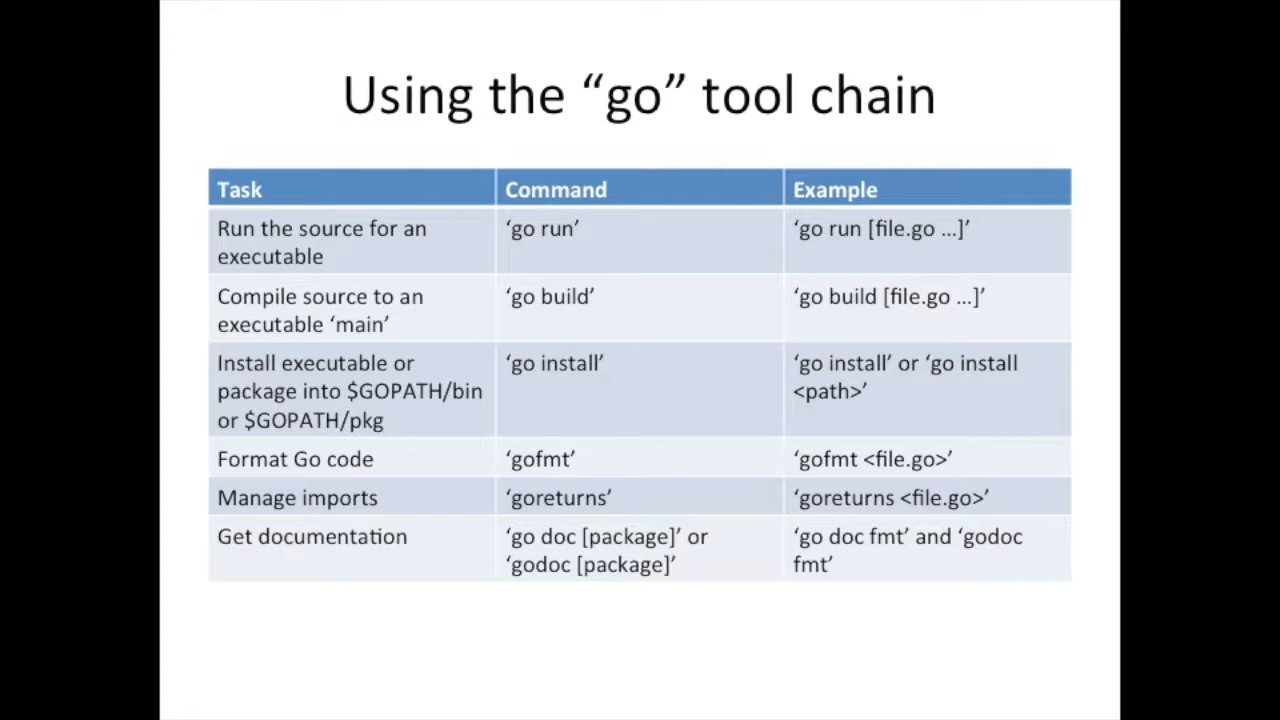 Using the “go” tool chain
Task
Command
Example
Run the source for an
executable
‘go run’
‘go run [file.go ...]’
Compile source to an
executable ‘main’
‘go build’
‘go build [file.go ...]’
Install executable or
package into $GOPATH/bin
or $GOPATH/pkg
‘go install’
‘go install’ or ‘go install
<path>’
Format Go code
‘gofmt’
‘gofmt <file.go>’
Manage imports
‘goreturns’
‘goreturns <file.go>’
Get documentation
‘go doc [package]’ or
‘godoc [package]’
‘go doc fmt’ and ‘godoc
fmt’